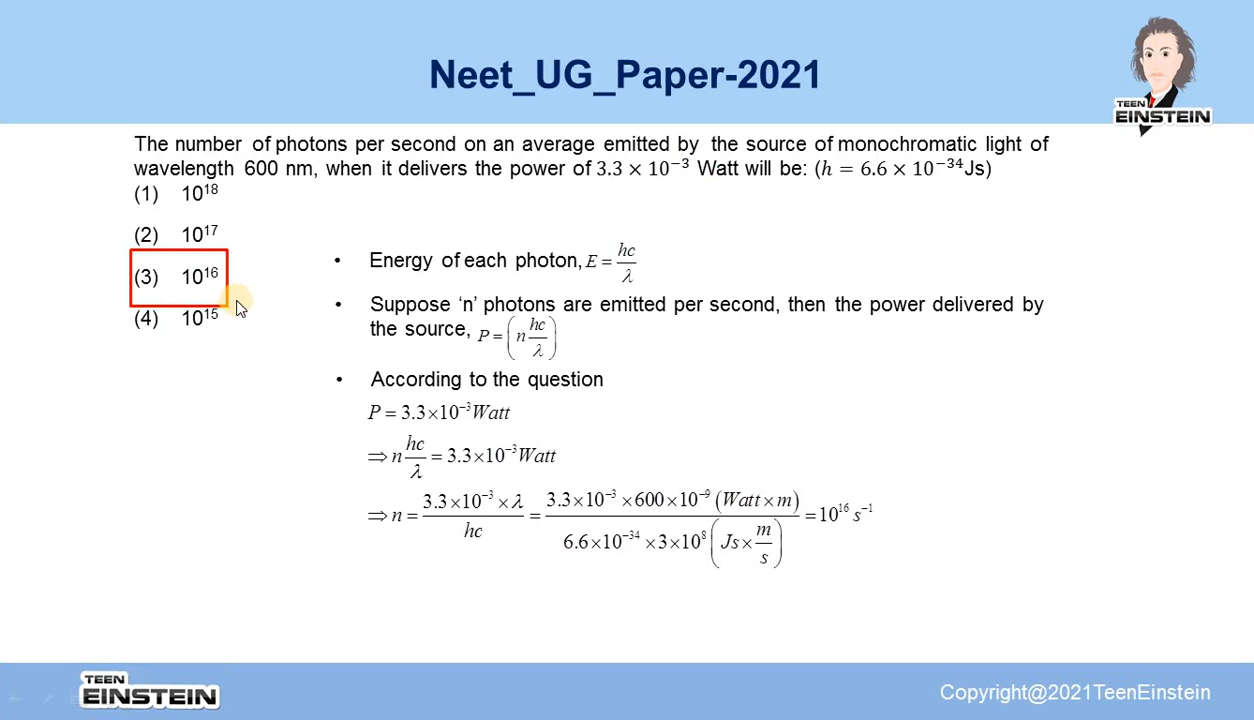 Neet_UG_Paper-2021
TEEN
EINSTEIN
The number of photons per second on an average emitted by the source of monochromatic light of
wavelength 600 nm, when it delivers the power of 3.3 × 10⁻³ Watt will be: (h = 6.6 × 10⁻³⁴Js)
(1) 10¹⁸
(2) 10¹⁷
(3) 10¹⁶
(4) 10¹⁵
• Energy of each photon, E = hc/λ
• Suppose ‘n’ photons are emitted per second, then the power delivered by
the source, P = (n hc/λ)
• According to the question
P = 3.3×10⁻³Watt
⇒ n hc/λ = 3.3×10⁻³Watt
⇒ n = 3.3×10⁻³×λ/hc = 3.3×10⁻³×600×10⁻⁹(Watt×m)/6.6×10⁻³⁴×3×10⁸(Js×m/s) = 10¹⁶ s⁻¹
TEEN
EINSTEIN
Copyright@2021TeenEinstein